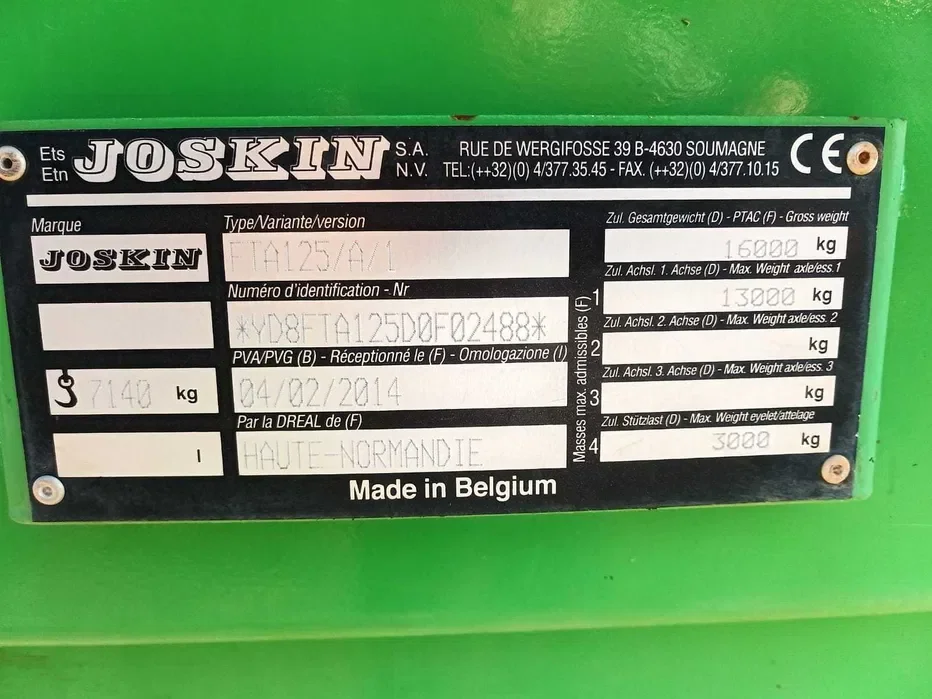 Ets
Etn
JOSKIN
S.A.
N.V.
RUE DE WERGIFOSSE 39 B-4630 SOUMAGNE
TEL:(++32)(0) 4/377.35.45 - FAX. (++32)(0) 4/377.10.15
CE
Marque
JOSKIN
7140 kg
l
Type/Variante/version
FTA125/A/1
Numéro d'identification - Nr
*YD8FTA125D0F02488*
PVA/PVG (B) - Réceptionné le (F) - Omologazione (I)
04/02/2014
Par la DREAL de (F)
HAUTE-NORMANDIE
Masses max. admissibles (F)
Zul. Gesamtgewicht (D) - PTAC (F) - Gross weight
16000 kg
Zul. Achsl. 1. Achse (D) - Max. Weight axle/ess.1
1 13000 kg
Zul. Achsl. 2. Achse (D) - Max. Weight axle/ess. 2
2 kg
Zul. Achsl. 3. Achse (D) - Max. Weight axle/ess. 3
3 kg
Zul. Stützlast (D) - Max. Weight eyelet/attelage
4 3000 kg
Made in Belgium